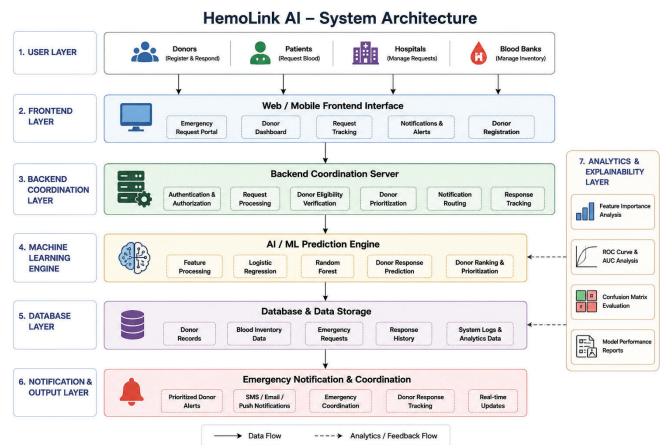 HemoLink AI – System Architecture
1. USER LAYER
Donors
(Register & Respond)
Patients
(Request Blood)
Hospitals
(Manage Requests)
Blood Banks
(Manage Inventory)
2. FRONTEND
LAYER
Web / Mobile Frontend Interface
Emergency
Request Portal
Donor
Dashboard
Request
Tracking
Notifications
& Alerts
Donor
Registration
3. BACKEND
COORDINATION
LAYER
Backend Coordination Server
Authentication &
Authorization
Request
Processing
Donor Eligibility
Verification
Donor
Prioritization
Notification
Routing
Response
Tracking
4. MACHINE
LEARNING
ENGINE
AI / ML Prediction Engine
Feature
Processing
Logistic
Regression
Random
Forest
Donor Response
Prediction
Donor Ranking &
Prioritization
5. DATABASE
LAYER
Database & Data Storage
Donor
Records
Blood Inventory
Data
Emergency
Requests
Response
History
System Logs &
Analytics Data
6. NOTIFICATION &
OUTPUT LAYER
Emergency Notification & Coordination
Prioritized Donor
Alerts
SMS / Email /
Push Notifications
Emergency
Coordination
Donor Response
Tracking
Real-time
Updates
7. ANALYTICS &
EXPLAINABILITY
LAYER
Feature Importance
Analysis
ROC Curve &
AUC Analysis
Confusion Matrix
Evaluation
Model Performance
Reports
Data Flow
Analytics / Feedback Flow